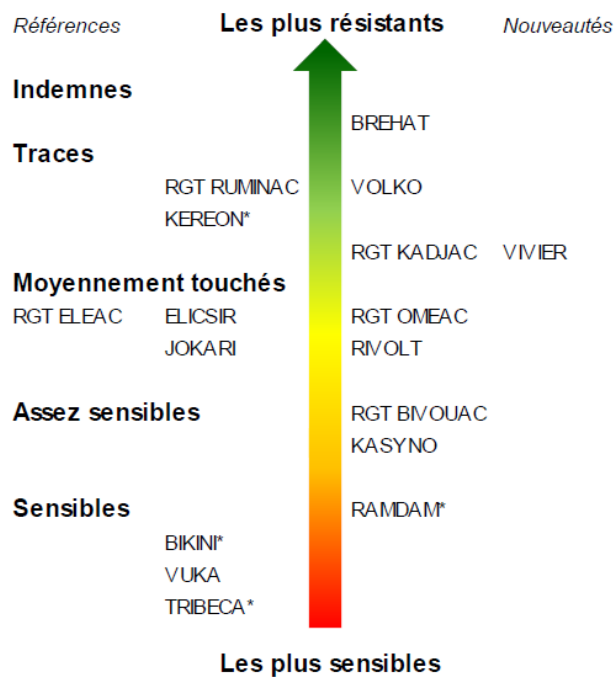 Références Les plus résistants Nouveautés
Indemnes
BREHAT
Traces
RGT RUMINAC VOLKO
KEREON*
RGT KADJAC VIVIER
Moyennement touchés
RGT ELEAC ELICSIR RGT OMEAC
JOKARI RIVOLT
Assez sensibles RGT BIVOUAC
KASYNO
Sensibles RAMDAM*
BIKINI*
VUKA
TRIBECA*
Les plus sensibles